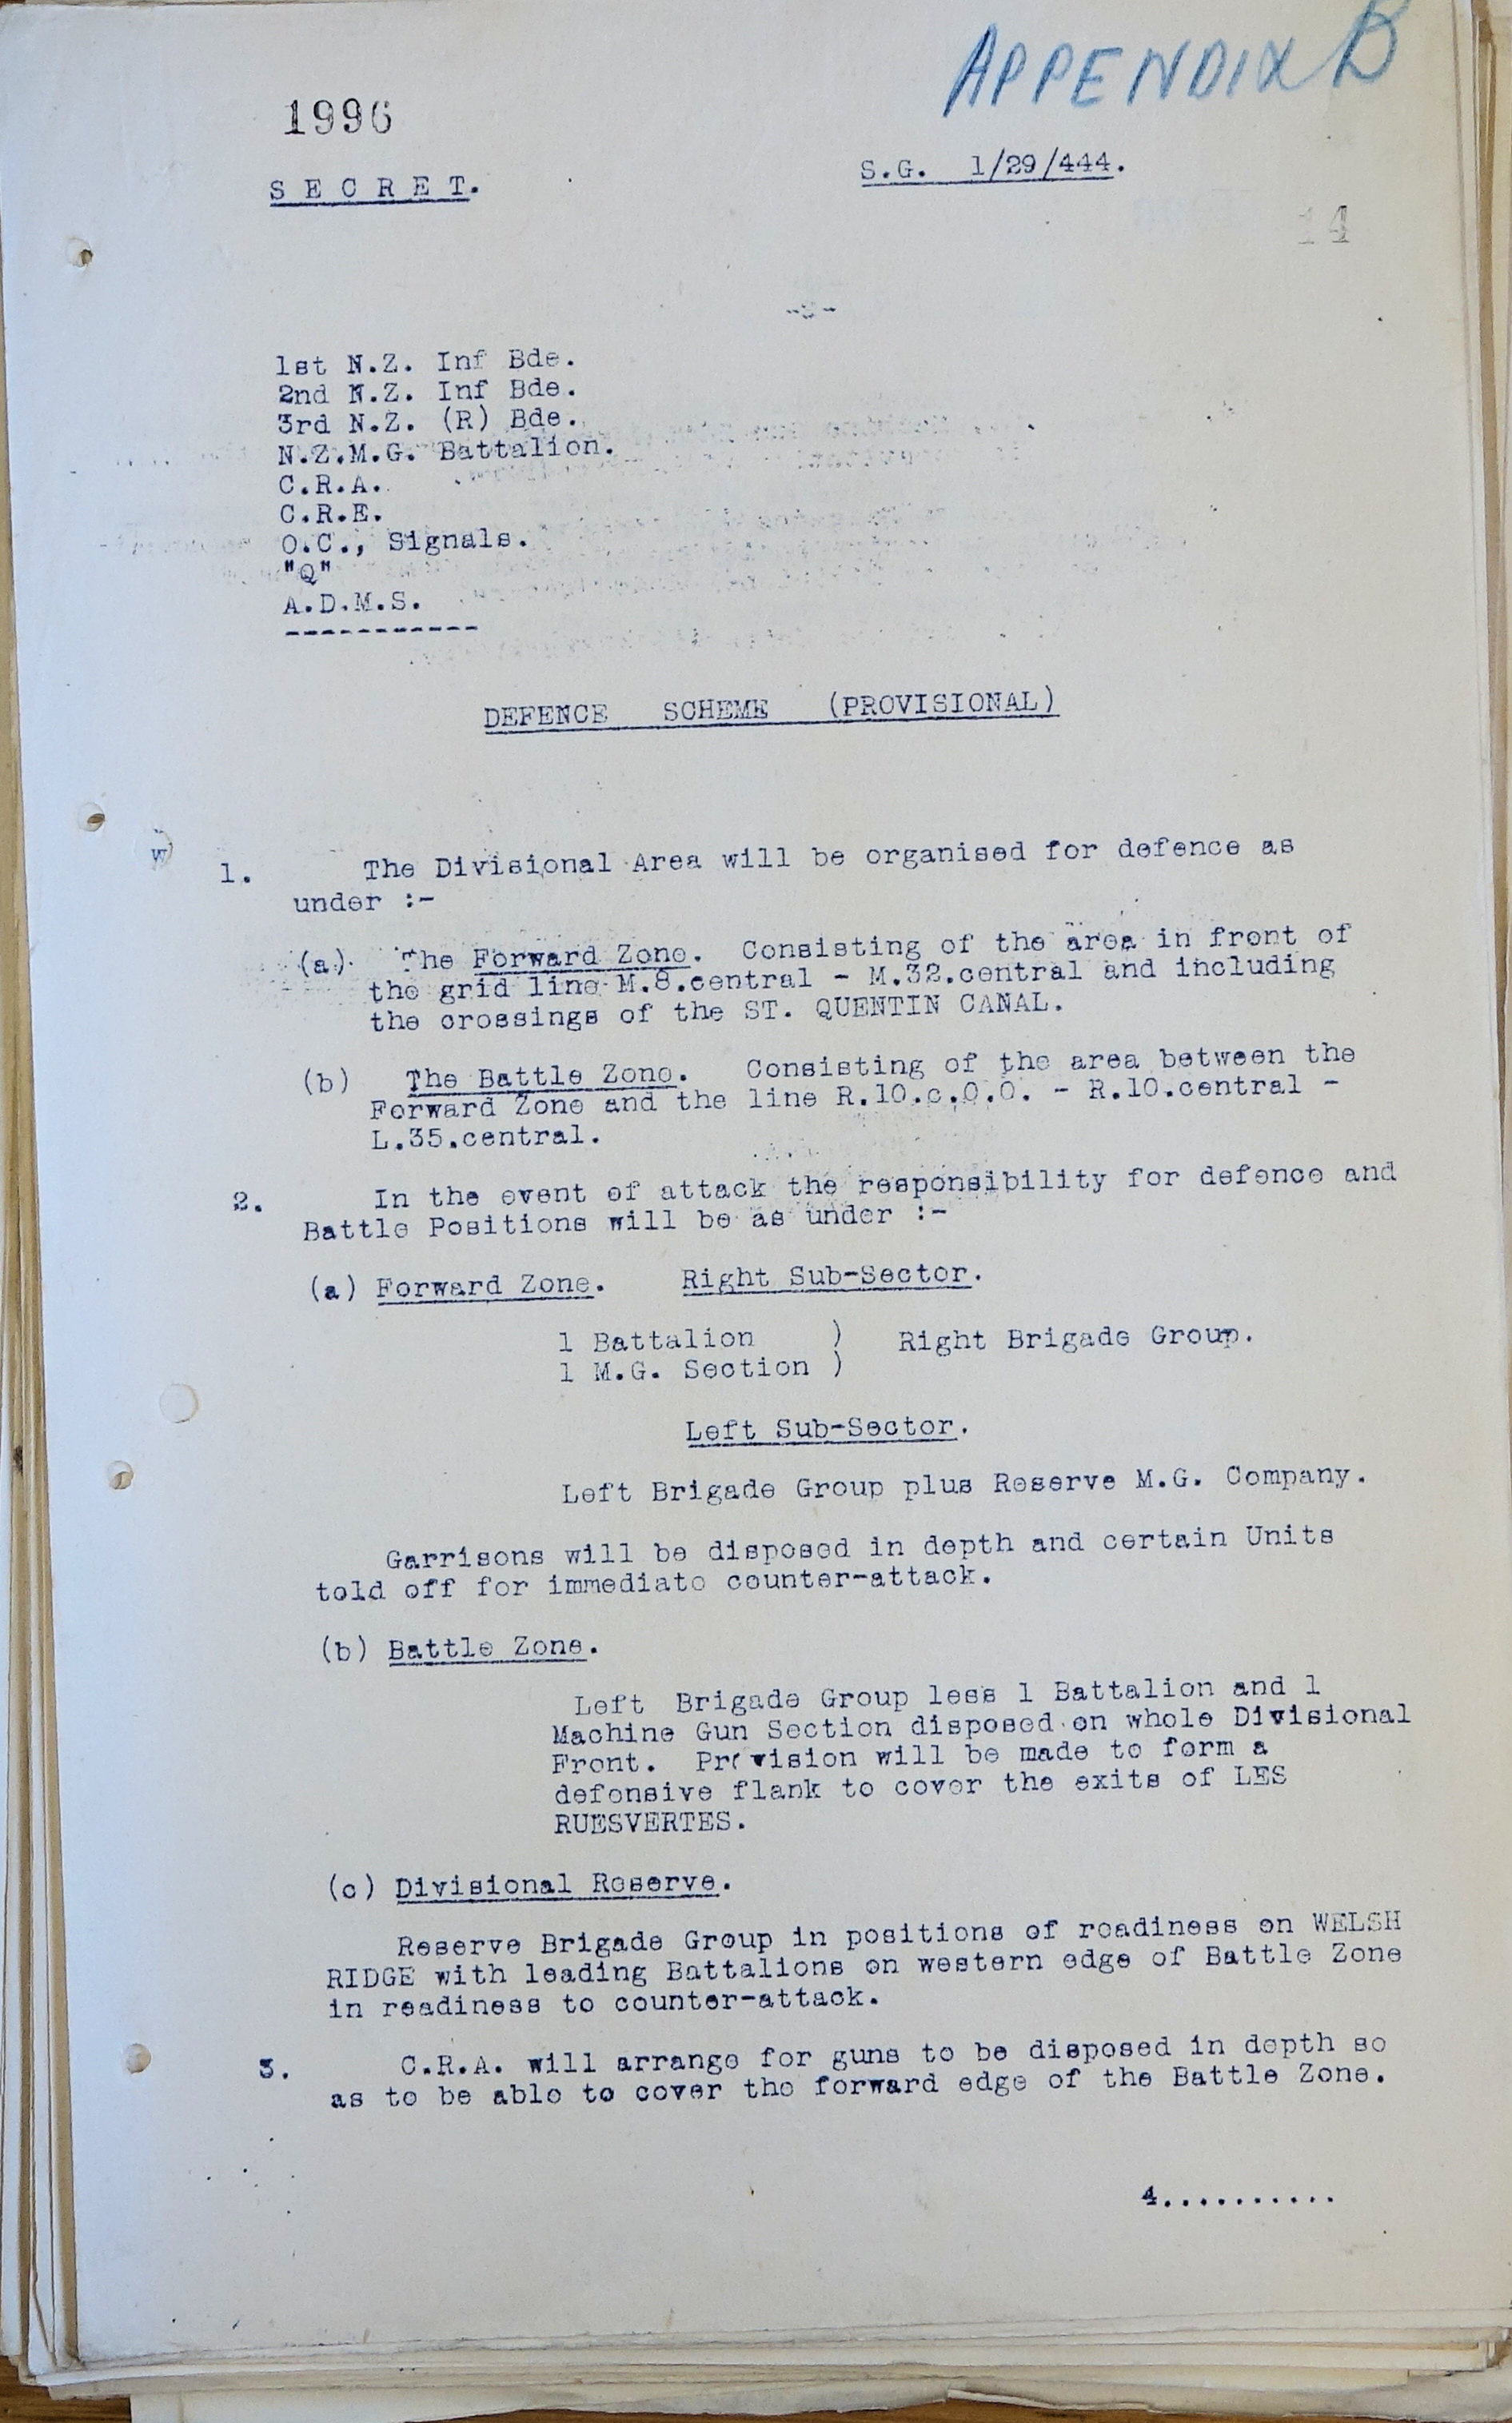 APPENDIX D
1996
S.G. 1/29/444.
S E C R E T.
14
1st N.Z. Inf Bde.
2nd N.Z. Inf Bde.
3rd N.Z. (R) Bde.
N.Z.M.G. Battalion.
C.R.A.
C.R.E.
O.C., Signals.
"Q"
A.D.M.S.
-----------
DEFENCE SCHEME (PROVISIONAL)
1. The Divisional Area will be organised for defence as
under :-
(a) The Forward Zone. Consisting of the area in front of
the grid line M.8.central - M.32.central and including
the crossings of the ST. QUENTIN CANAL.
(b) The Battle Zone. Consisting of the area between the
Forward Zone and the line R.10.c.0.0. - R.10.central -
L.35.central.
2. In the event of attack the responsibility for defence and
Battle Positions will be as under :-
(a) Forward Zone. Right Sub-Sector.
1 Battalion ) Right Brigade Group.
1 M.G. Section )
Left Sub-Sector.
Left Brigade Group plus Reserve M.G. Company.
Garrisons will be disposed in depth and certain Units
told off for immediate counter-attack.
(b) Battle Zone.
Left Brigade Group less 1 Battalion and 1
Machine Gun Section disposed on whole Divisional
Front. Provision will be made to form a
defensive flank to cover the exits of LES
RUESVERTES.
(c) Divisional Reserve.
Reserve Brigade Group in positions of readiness on WELSH
RIDGE with leading Battalions on western edge of Battle Zone
in readiness to counter-attack.
3. C.R.A. will arrange for guns to be disposed in depth so
as to be able to cover the forward edge of the Battle Zone.
4...........